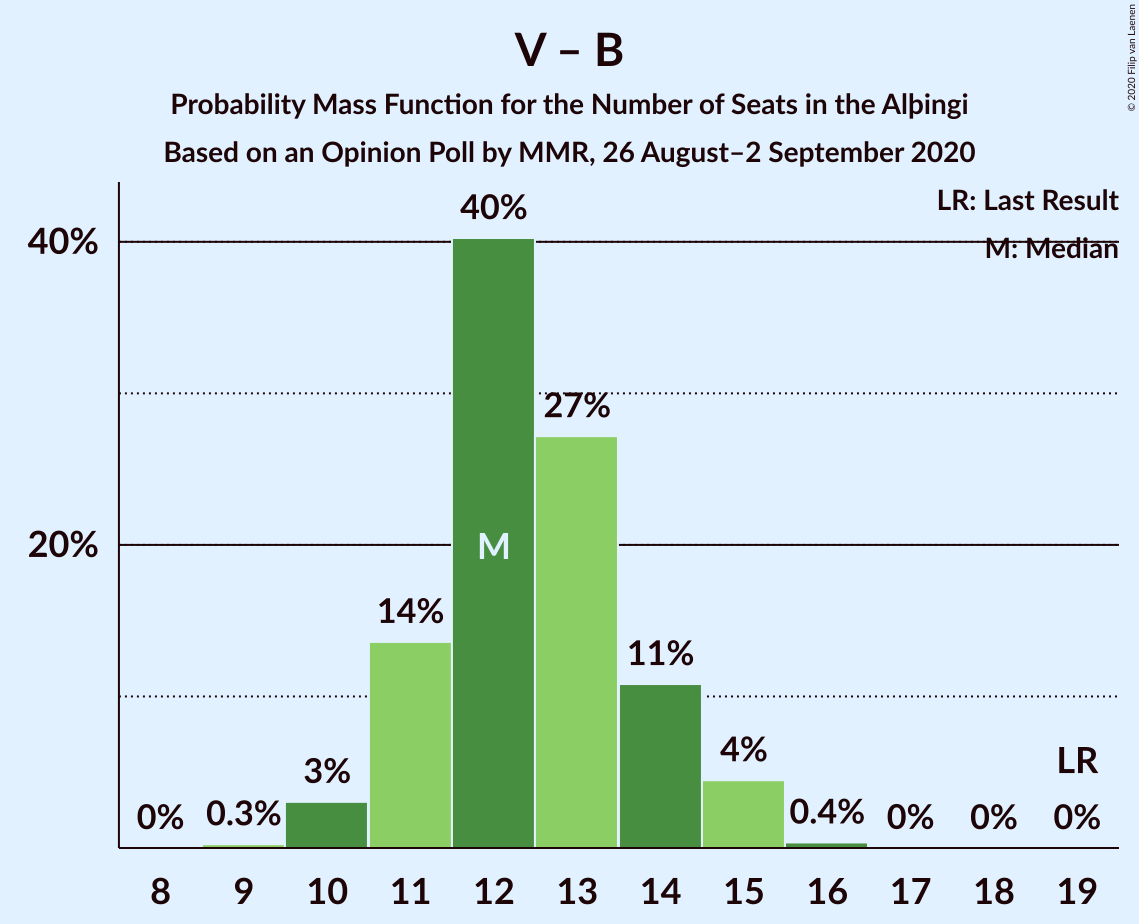 V – B
Probability Mass Function for the Number of Seats in the Alþingi
Based on an Opinion Poll by MMR, 26 August–2 September 2020
© 2020 Filip van Laenen
LR: Last Result
M: Median
40%
20%
0%
0.3%
3%
14%
40%
M
27%
11%
4%
0.4%
0%
0%
LR
0%
8 9 10 11 12 13 14 15 16 17 18 19